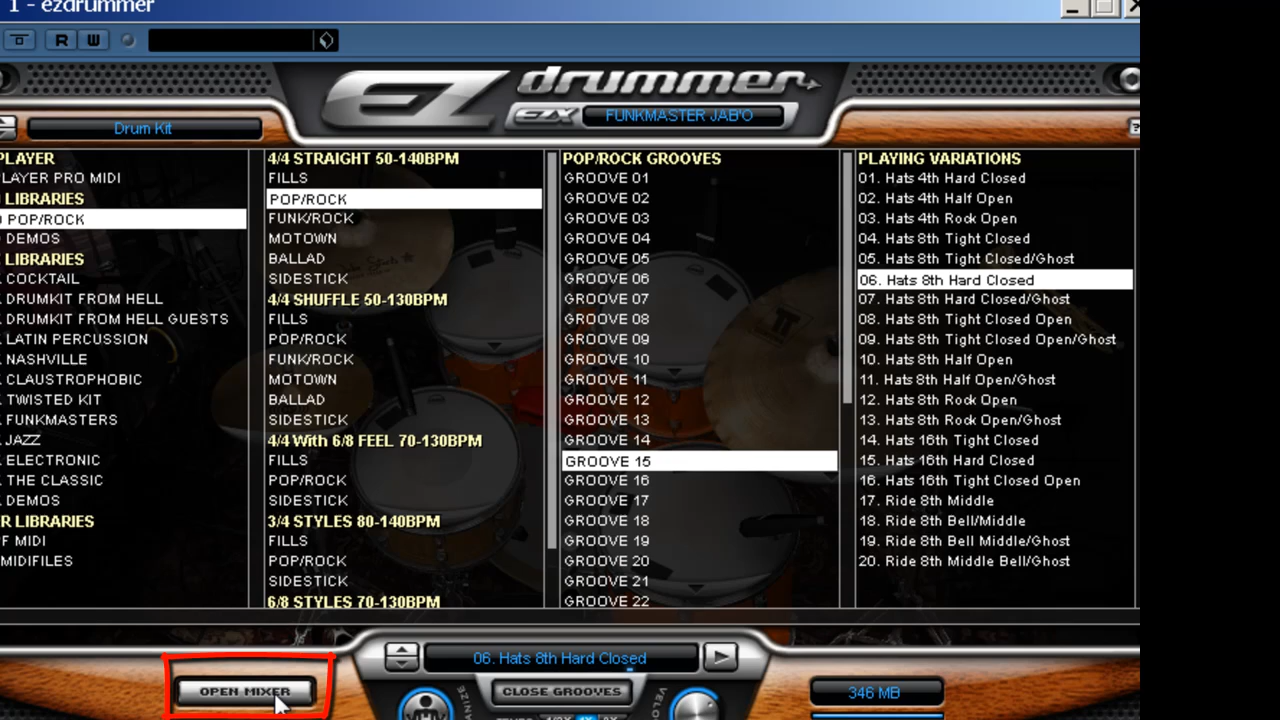 1 - ezdrummer
R W
EZ drummer
EZX FUNKMASTER JAB'O
Drum Kit
PLAYER
LAYER PRO MIDI
LIBRARIES
POP/ROCK
DEMOS
LIBRARIES
COCKTAIL
DRUMKIT FROM HELL
DRUMKIT FROM HELL GUESTS
LATIN PERCUSSION
NASHVILLE
CLAUSTROPHOBIC
TWISTED KIT
FUNKMASTERS
JAZZ
ELECTRONIC
THE CLASSIC
DEMOS
R LIBRARIES
F MIDI
MIDIFILES
4/4 STRAIGHT 50-140BPM
FILLS
POP/ROCK
FUNK/ROCK
MOTOWN
BALLAD
SIDESTICK
4/4 SHUFFLE 50-130BPM
FILLS
POP/ROCK
FUNK/ROCK
MOTOWN
BALLAD
SIDESTICK
4/4 With 6/8 FEEL 70-130BPM
FILLS
POP/ROCK
SIDESTICK
3/4 STYLES 80-140BPM
FILLS
POP/ROCK
SIDESTICK
6/8 STYLES 70-130BPM
POP/ROCK GROOVES
GROOVE 01
GROOVE 02
GROOVE 03
GROOVE 04
GROOVE 05
GROOVE 06
GROOVE 07
GROOVE 08
GROOVE 09
GROOVE 10
GROOVE 11
GROOVE 12
GROOVE 13
GROOVE 14
GROOVE 15
GROOVE 16
GROOVE 17
GROOVE 18
GROOVE 19
GROOVE 20
GROOVE 21
GROOVE 22
PLAYING VARIATIONS
01. Hats 4th Hard Closed
02. Hats 4th Half Open
03. Hats 4th Rock Open
04. Hats 8th Tight Closed
05. Hats 8th Tight Closed/Ghost
06. Hats 8th Hard Closed
07. Hats 8th Hard Closed/Ghost
08. Hats 8th Tight Closed Open
09. Hats 8th Tight Closed Open/Ghost
10. Hats 8th Half Open
11. Hats 8th Half Open/Ghost
12. Hats 8th Rock Open
13. Hats 8th Rock Open/Ghost
14. Hats 16th Tight Closed
15. Hats 16th Hard Closed
16. Hats 16th Tight Closed Open
17. Ride 8th Middle
18. Ride 8th Bell/Middle
19. Ride 8th Bell Middle/Ghost
20. Ride 8th Middle Bell/Ghost
06. Hats 8th Hard Closed
OPEN MIXER
CLOSE GROOVES
346 MB